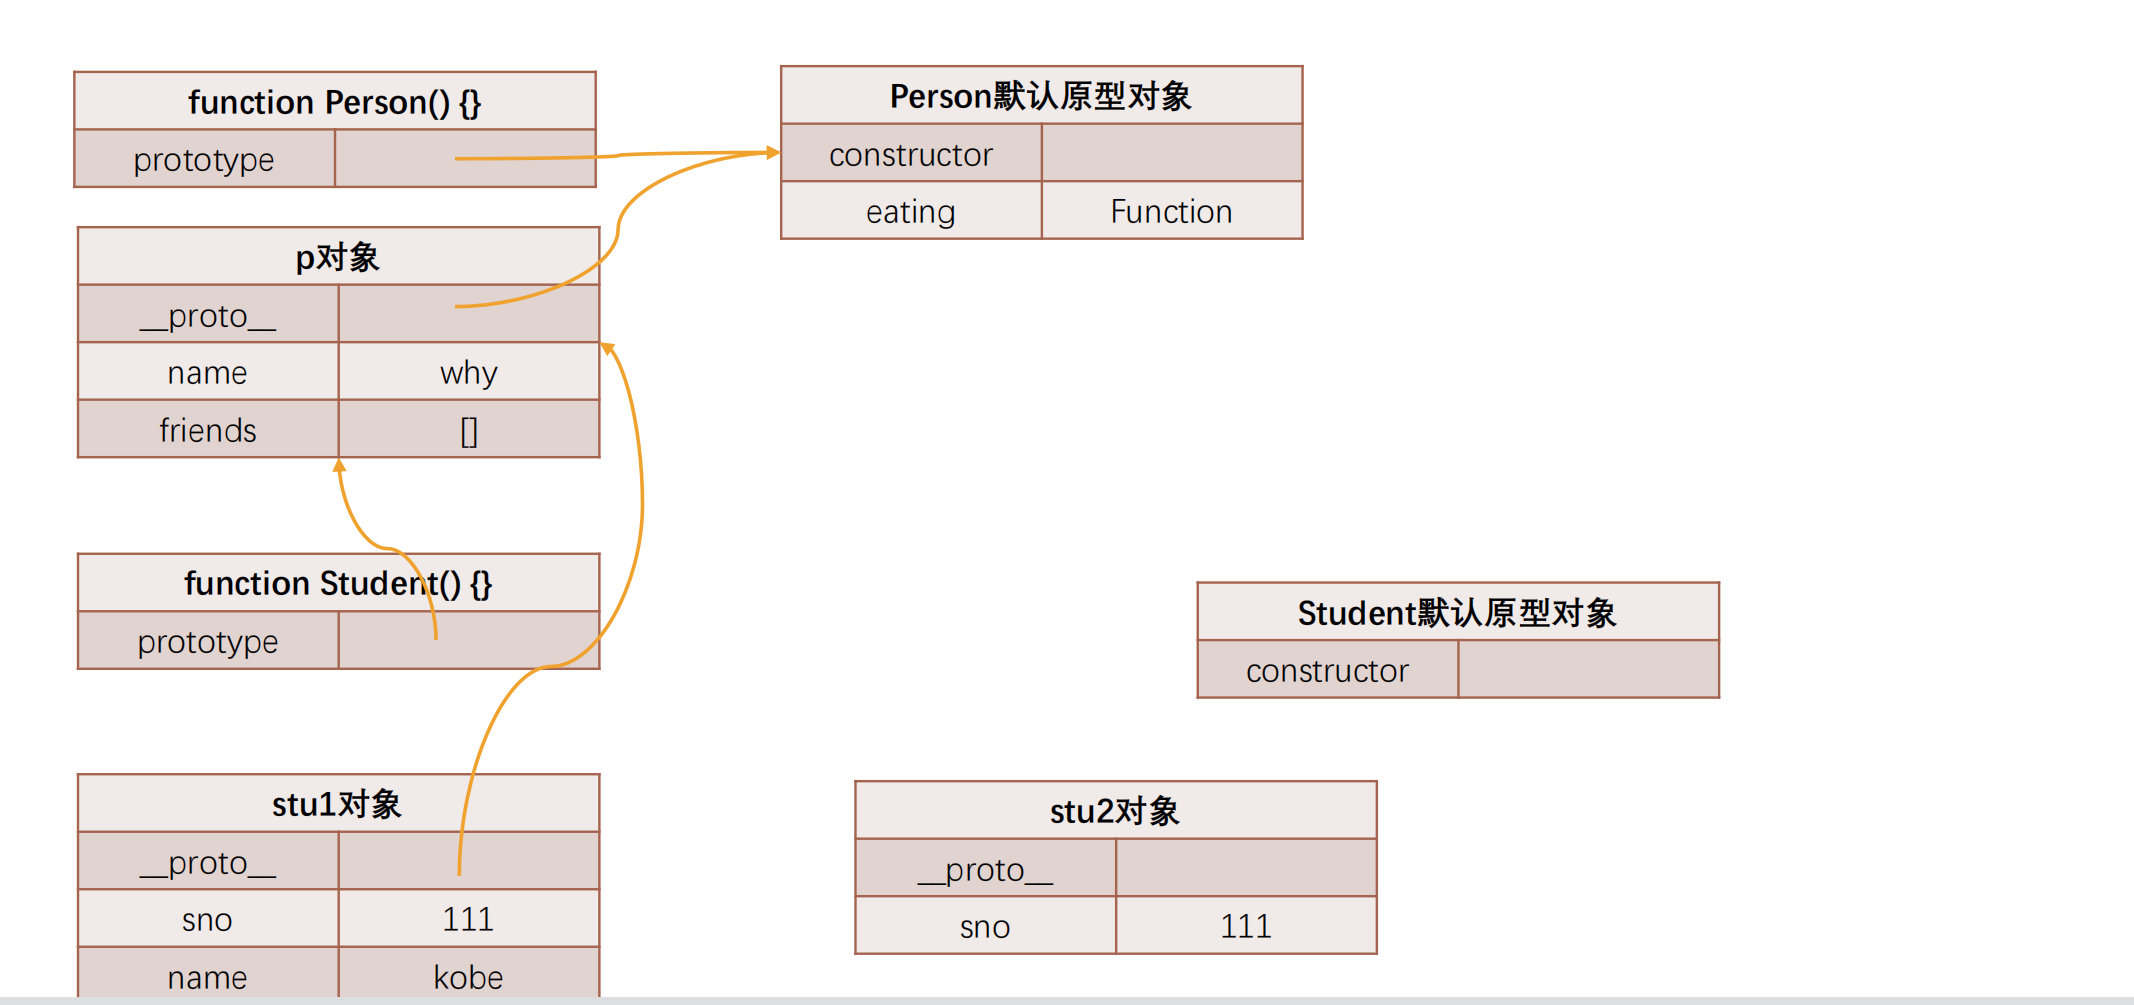 function Person() {}
prototype
Person默认原型对象
constructor
eating Function
p对象
__proto__
name why
friends []
function Student() {}
prototype
Student默认原型对象
constructor
stu1对象
__proto__
sno 111
name kobe
stu2对象
__proto__
sno 111